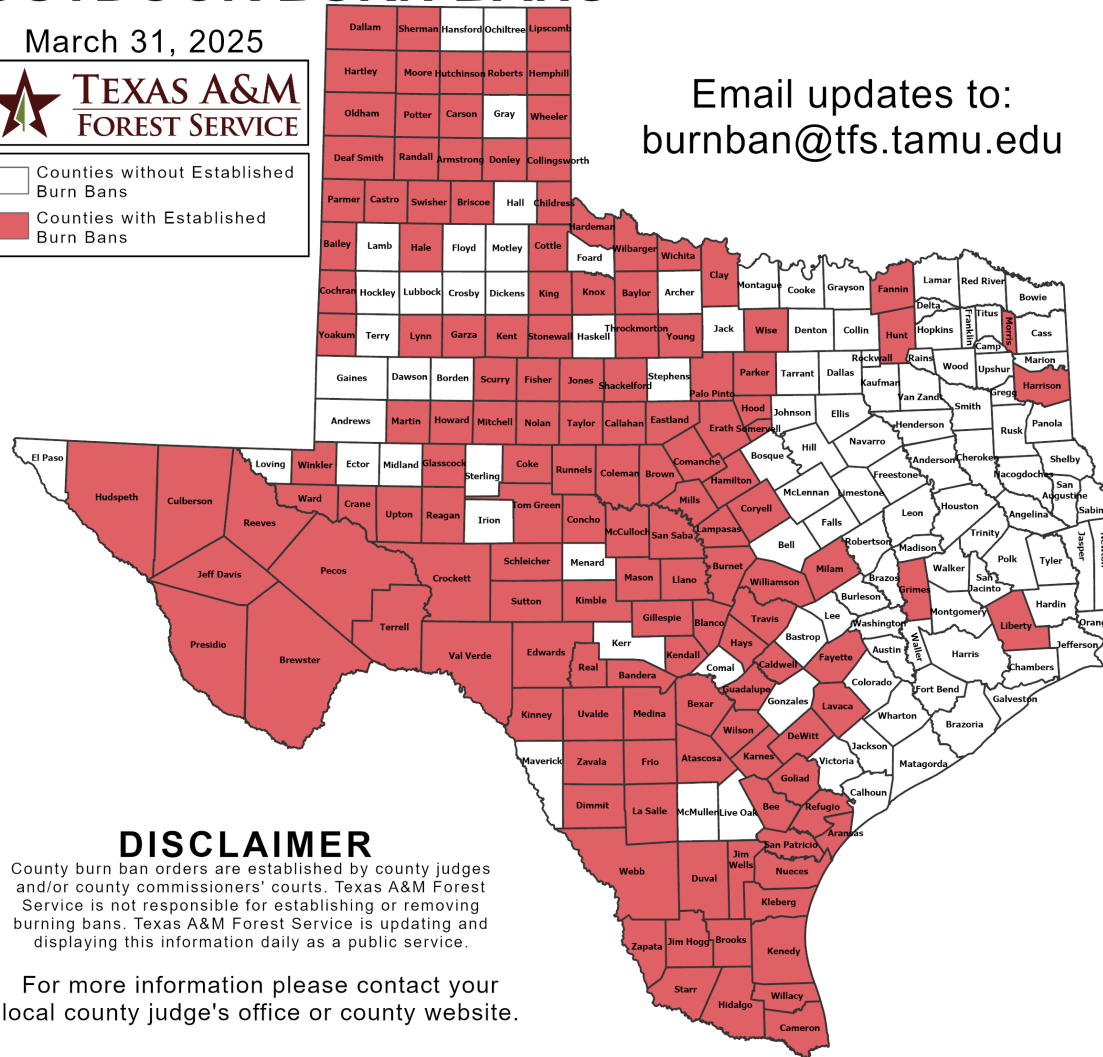 OUTDOOR BURN BANS
March 31, 2025
TEXAS A&M
FOREST SERVICE
Counties without Established
Burn Bans
Counties with Established
Burn Bans
Email updates to:
burnban@tfs.tamu.edu
Dallam Sherman Hansford Ochiltree Lipscomb
Hartley Moore Hutchinson Roberts Hemphill
Oldham Potter Carson Gray Wheeler
Deaf Smith Randall Armstrong Donley Collingsworth
Parmer Castro Swisher Briscoe Hall Childress
Hardeman
Bailey Lamb Hale Floyd Motley Cottle Foard Wilbarger Wichita
Clay Montague Cooke Grayson Fannin Lamar Red River Bowie
Cochran Hockley Lubbock Crosby Dickens King Knox Baylor Archer
Delta Franklin Titus Morris Cass
Yoakum Terry Lynn Garza Kent Stonewall Haskell Throckmorton Young Jack Wise Denton Collin Hunt Hopkins
Camp
Rockwall Rains Wood Upshur Marion
Gaines Dawson Borden Scurry Fisher Jones Shackelford Stephens Palo Pinto Parker Tarrant Dallas Kaufman Van Zandt Gregg Harrison
Andrews Martin Howard Mitchell Nolan Taylor Callahan Eastland Erath Hood Somervell Johnson Ellis Henderson Smith Rusk Panola
El Paso Loving Winkler Ector Midland Glasscock Sterling Coke Runnels Coleman Brown Comanche Bosque Hill Navarro Anderson Cherokee Shelby
Hudspeth Culberson Reeves Ward Crane Upton Reagan Irion Tom Green Concho McCulloch San Saba Mills Hamilton McLennan Limestone Freestone Nacogdoches
San
Augustine
Sabin
Lampasas Coryell Falls Leon Houston Angelina
Jeff Davis Pecos Crockett Schleicher Menard Mason Llano Burnet Bell Robertson Madison Trinity Polk Tyler Jasper
Williamson Milam Brazos Grimes Walker
San
Jacinto
Presidio Brewster Terrell Sutton Kimble Gillespie Blanco Travis Lee Burleson Washington Montgomery Liberty Hardin Orang
Val Verde Edwards Kerr Real Bandera Kendall Hays Comal Caldwell Bastrop Fayette Austin Waller Harris Chambers Jefferson
Kinney Uvalde Medina Bexar Guadalupe Gonzales Lavaca Colorado Fort Bend Galveston
Wilson DeWitt Wharton Brazoria
Maverick Zavala Frio Atascosa Karnes Victoria Jackson Matagorda
Dimmit La Salle McMullen Live Oak Bee Goliad Refugio Calhoun
Aransas
San Patricio
Webb Duval
Jim
Wells
Nueces
Kleberg
Zapata Jim Hogg Brooks Kenedy
Starr Hidalgo Willacy
Cameron
DISCLAIMER
County burn ban orders are established by county judges
and/or county commissioners' courts. Texas A&M Forest
Service is not responsible for establishing or removing
burning bans. Texas A&M Forest Service is updating and
displaying this information daily as a public service.
For more information please contact your
local county judge's office or county website.